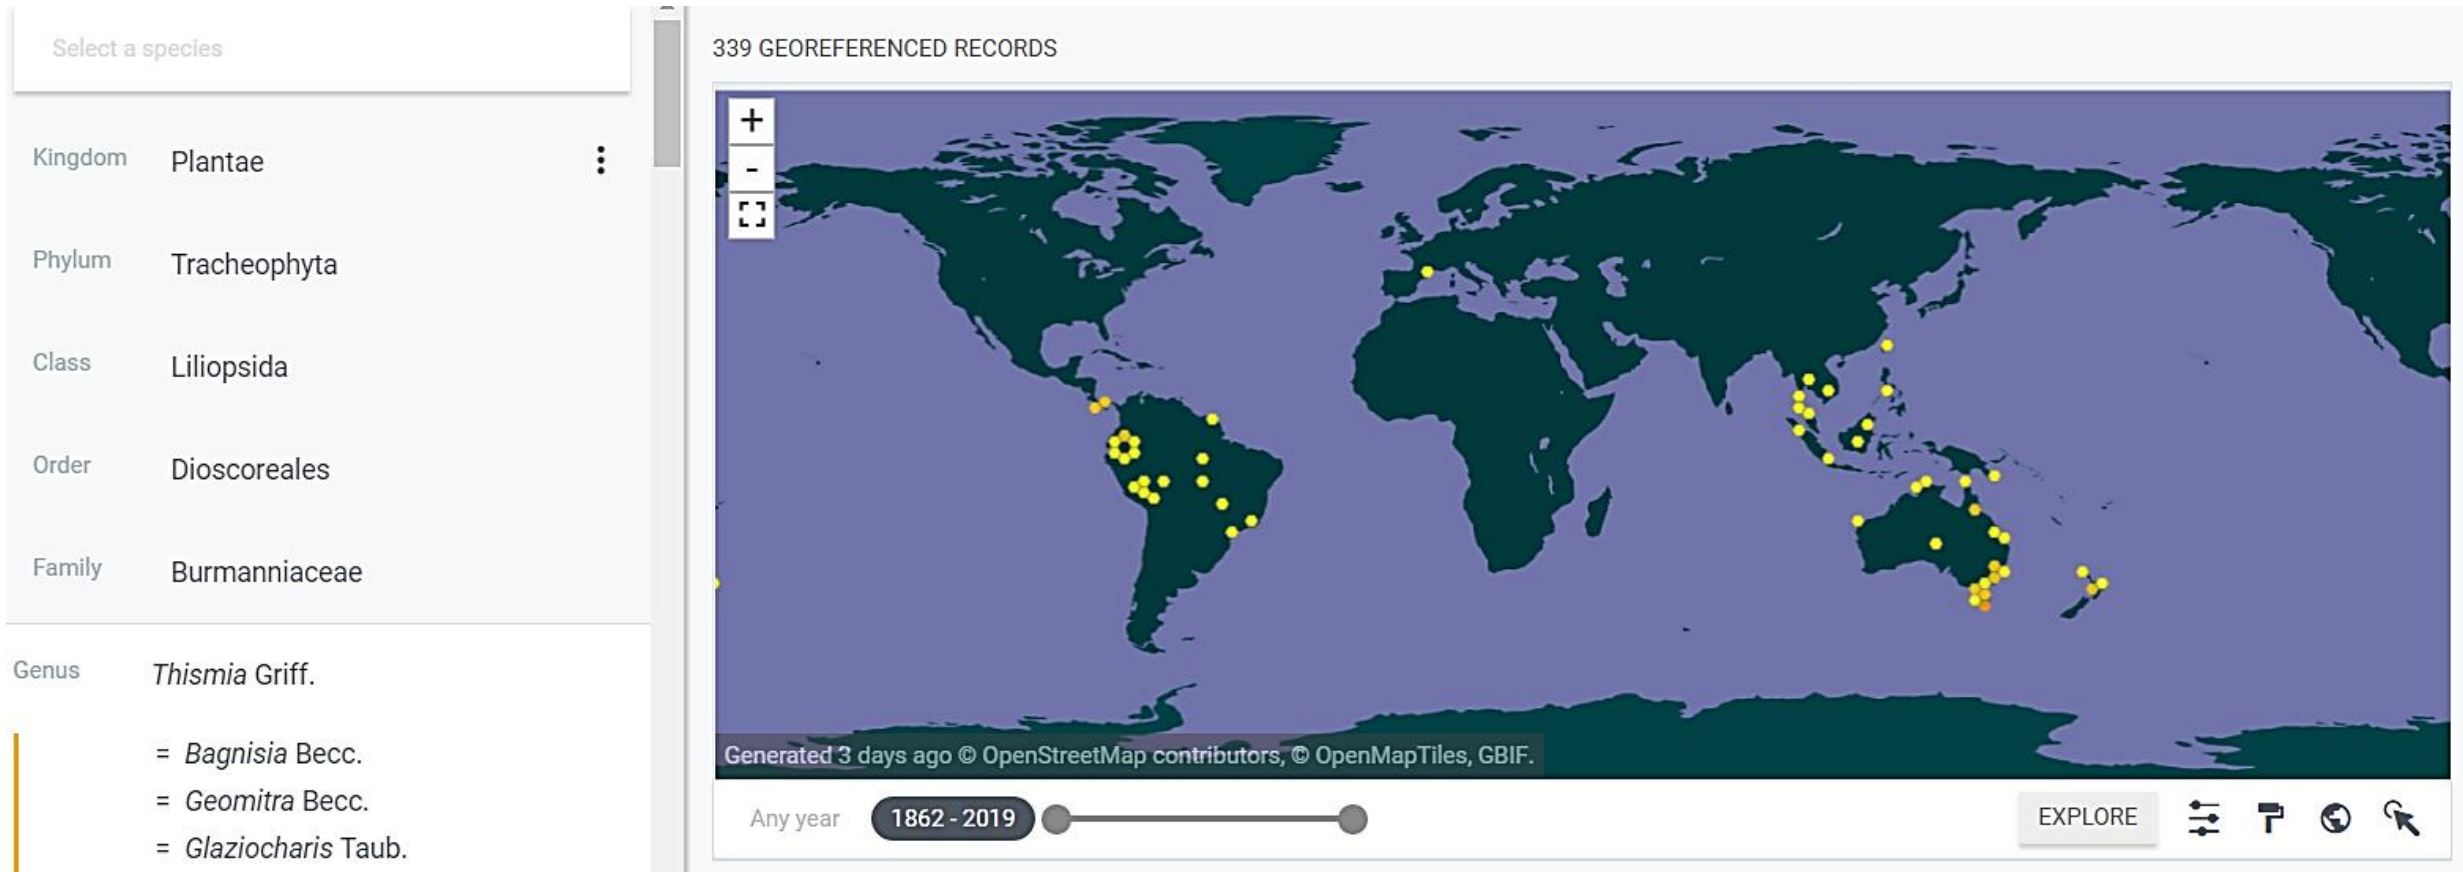 Select a species
Kingdom Plantae
Phylum Tracheophyta
Class Liliopsida
Order Dioscoreales
Family Burmanniaceae
Genus Thismia Griff.
= Bagnisia Becc.
= Geomitra Becc.
= Glaziocharis Taub.
339 GEOREFERENCED RECORDS
+
-
Generated 3 days ago © OpenStreetMap contributors, © OpenMapTiles, GBIF.
Any year 1862 - 2019 EXPLORE